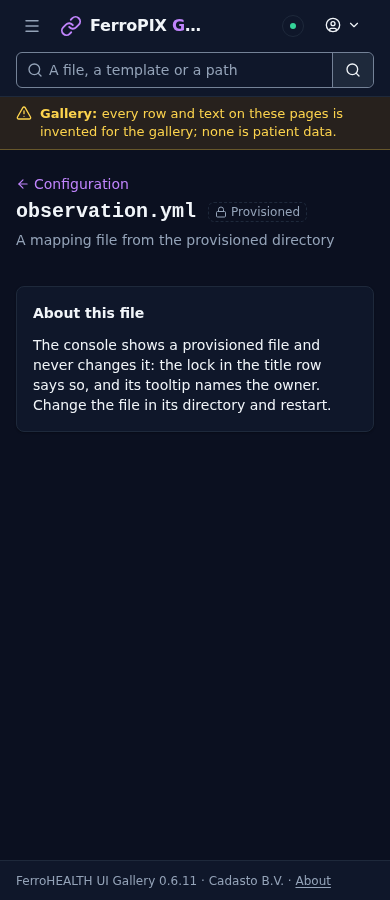 FerroPIX G…
A file, a template or a path
Gallery: every row and text on these pages is
invented for the gallery; none is patient data.
← Configuration
observation.yml Provisioned
A mapping file from the provisioned directory
About this file
The console shows a provisioned file and
never changes it: the lock in the title row
says so, and its tooltip names the owner.
Change the file in its directory and restart.
FerroHEALTH UI Gallery 0.6.11 · Cadasto B.V. · About